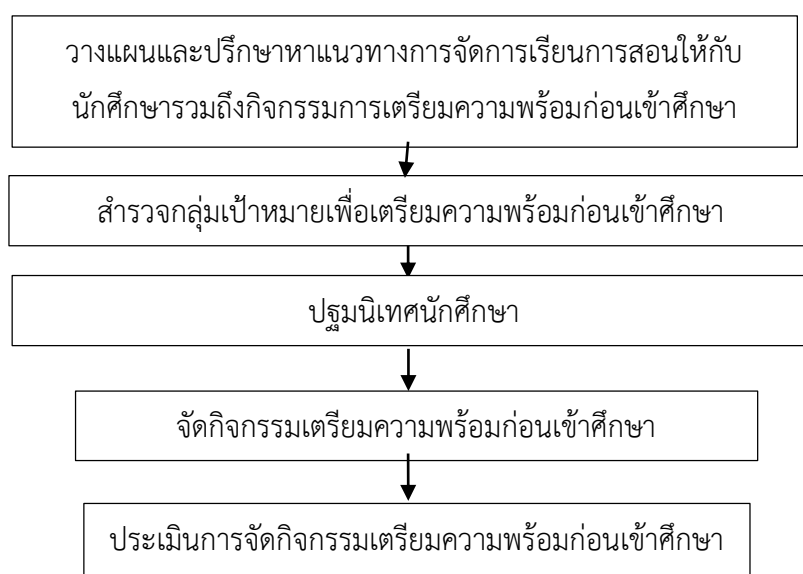 วางแผนและปรึกษาหาแนวทางการจัดการเรียนการสอนให้กับ
นักศึกษารวมถึงกิจกรรมการเตรียมความพร้อมก่อนเข้าศึกษา
สำรวจกลุ่มเป้าหมายเพื่อเตรียมความพร้อมก่อนเข้าศึกษา
ปฐมนิเทศนักศึกษา
จัดกิจกรรมเตรียมความพร้อมก่อนเข้าศึกษา
ประเมินการจัดกิจกรรมเตรียมความพร้อมก่อนเข้าศึกษา